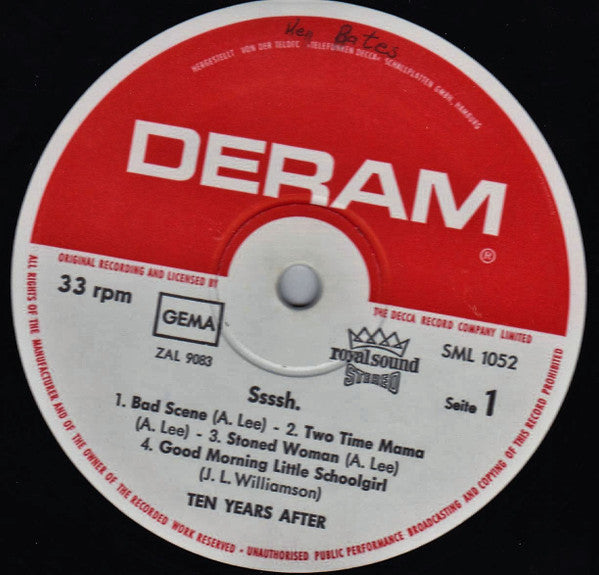 Ken Bates
HERGESTELLT VON DER TELDEC »TELEFUNKEN DECCA« SCHALLPLATTEN GMBH, HAMBURG
DERAM
®
ORIGINAL RECORDING AND LICENSED BY
THE DECCA RECORD COMPANY LIMITED
33 rpm
GEMA
ZAL 9083
royal sound
STEREO
SML 1052
Seite 1
Ssssh.
1. Bad Scene (A. Lee) - 2. Two Time Mama
(A. Lee) - 3. Stoned Woman (A. Lee)
4. Good Morning Little Schoolgirl
(J. L. Williamson)
TEN YEARS AFTER
ALL RIGHTS OF THE MANUFACTURER AND OF THE OWNER OF THE RECORDED WORK RESERVED - UNAUTHORISED PUBLIC PERFORMANCE BROADCASTING AND COPYING OF THIS RECORD PROHIBITED